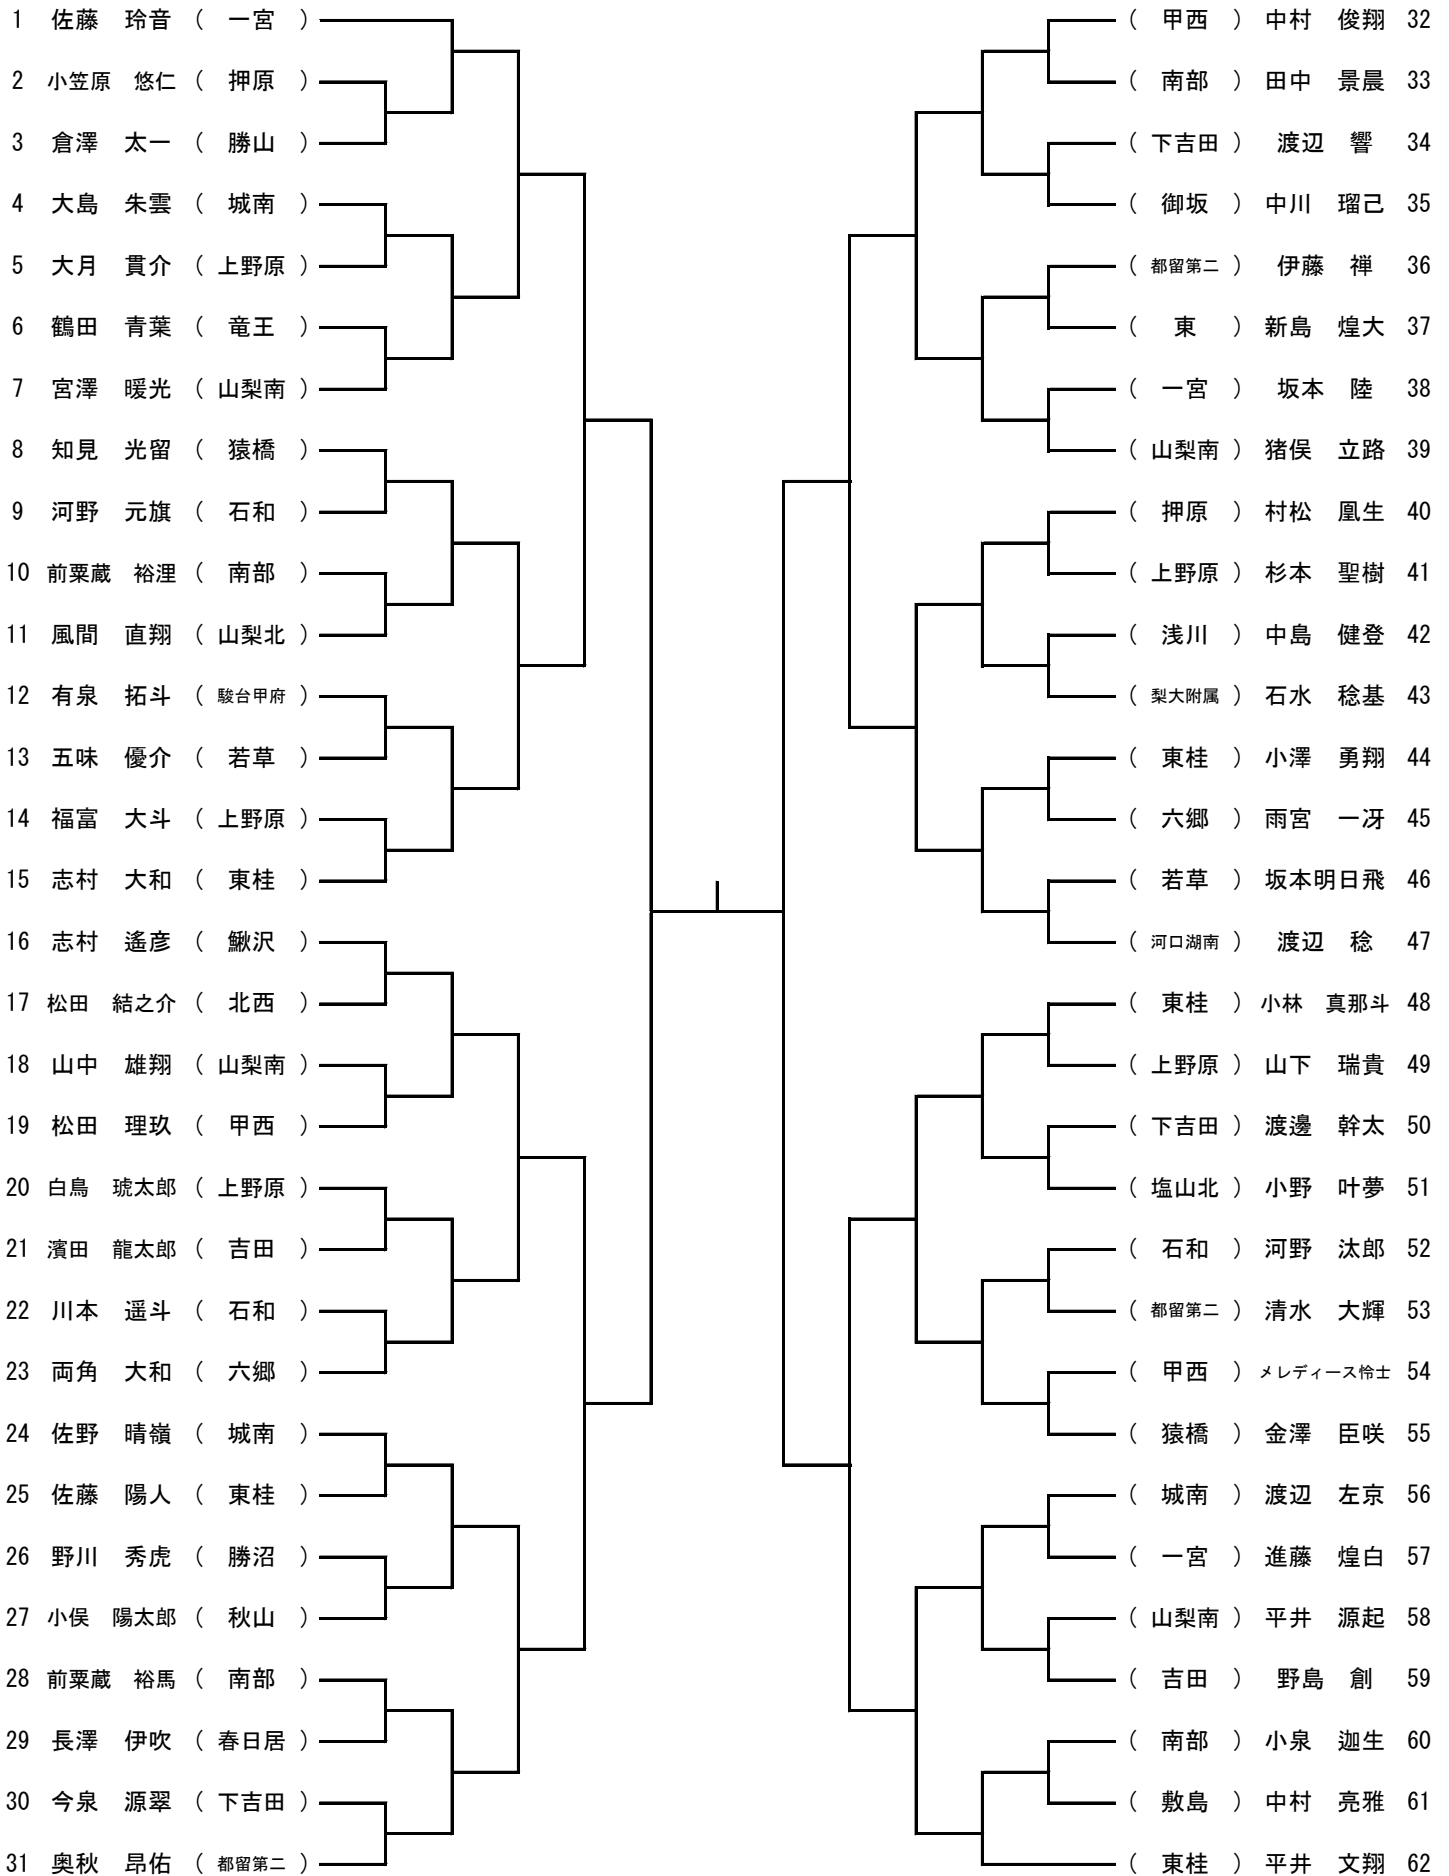 1 佐藤 玲音 ( 一宮 )
2 小笠原 悠仁 ( 押原 )
3 倉澤 太一 ( 勝山 )
4 大島 朱雲 ( 城南 )
5 大月 貫介 ( 上野原 )
6 鶴田 青葉 ( 竜王 )
7 宮澤 暖光 ( 山梨南 )
8 知見 光留 ( 猿橋 )
9 河野 元旗 ( 石和 )
10 前粟蔵 裕浬 ( 南部 )
11 風間 直翔 ( 山梨北 )
12 有泉 拓斗 ( 駿台甲府 )
13 五味 優介 ( 若草 )
14 福富 大斗 ( 上野原 )
15 志村 大和 ( 東桂 )
16 志村 遙彦 ( 鰍沢 )
17 松田 結之介 ( 北西 )
18 山中 雄翔 ( 山梨南 )
19 松田 理玖 ( 甲西 )
20 白鳥 琥太郎 ( 上野原 )
21 濱田 龍太郎 ( 吉田 )
22 川本 遥斗 ( 石和 )
23 両角 大和 ( 六郷 )
24 佐野 晴嶺 ( 城南 )
25 佐藤 陽人 ( 東桂 )
26 野川 秀虎 ( 勝沼 )
27 小俣 陽太郎 ( 秋山 )
28 前粟蔵 裕馬 ( 南部 )
29 長澤 伊吹 ( 春日居 )
30 今泉 源翠 ( 下吉田 )
31 奥秋 昂佑 ( 都留第二 )
( 甲西 ) 中村 俊翔 32
( 南部 ) 田中 景晨 33
( 下吉田 ) 渡辺 響 34
( 御坂 ) 中川 瑠己 35
( 都留第二 ) 伊藤 禅 36
( 東 ) 新島 煌大 37
( 一宮 ) 坂本 陸 38
( 山梨南 ) 猪俣 立路 39
( 押原 ) 村松 凰生 40
( 上野原 ) 杉本 聖樹 41
( 浅川 ) 中島 健登 42
( 梨大附属 ) 石水 稔基 43
( 東桂 ) 小澤 勇翔 44
( 六郷 ) 雨宮 一冴 45
( 若草 ) 坂本明日飛 46
( 河口湖南 ) 渡辺 稔 47
( 東桂 ) 小林 真那斗 48
( 上野原 ) 山下 瑞貴 49
( 下吉田 ) 渡邊 幹太 50
( 塩山北 ) 小野 叶夢 51
( 石和 ) 河野 汰郎 52
( 都留第二 ) 清水 大輝 53
( 甲西 ) メレディース怜士 54
( 猿橋 ) 金澤 臣咲 55
( 城南 ) 渡辺 左京 56
( 一宮 ) 進藤 煌白 57
( 山梨南 ) 平井 源起 58
( 吉田 ) 野島 創 59
( 南部 ) 小泉 迦生 60
( 敷島 ) 中村 亮雅 61
( 東桂 ) 平井 文翔 62